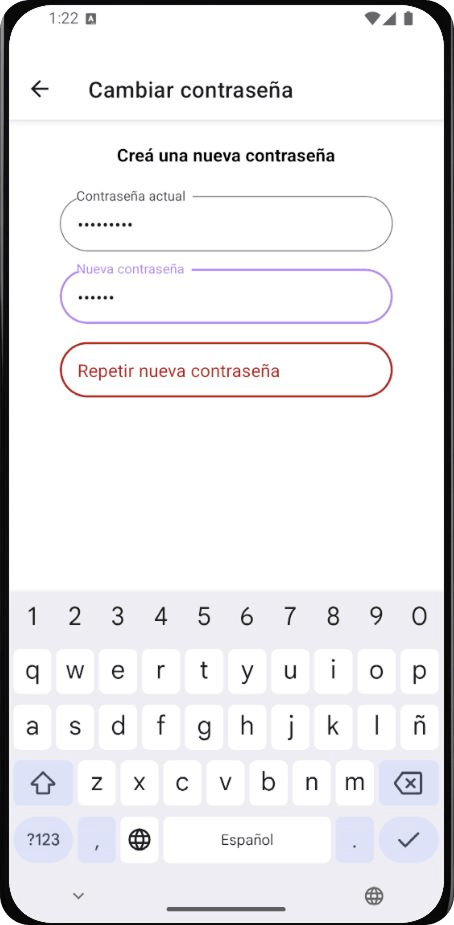 1:22
Cambiar contraseña
Creá una nueva contraseña
Contraseña actual
•••••••••
Nueva contraseña
••••••
Repetir nueva contraseña
1 2 3 4 5 6 7 8 9 0
q w e r t y u i o p
a s d f g h j k l ñ
z x c v b n m
?123 , Español .